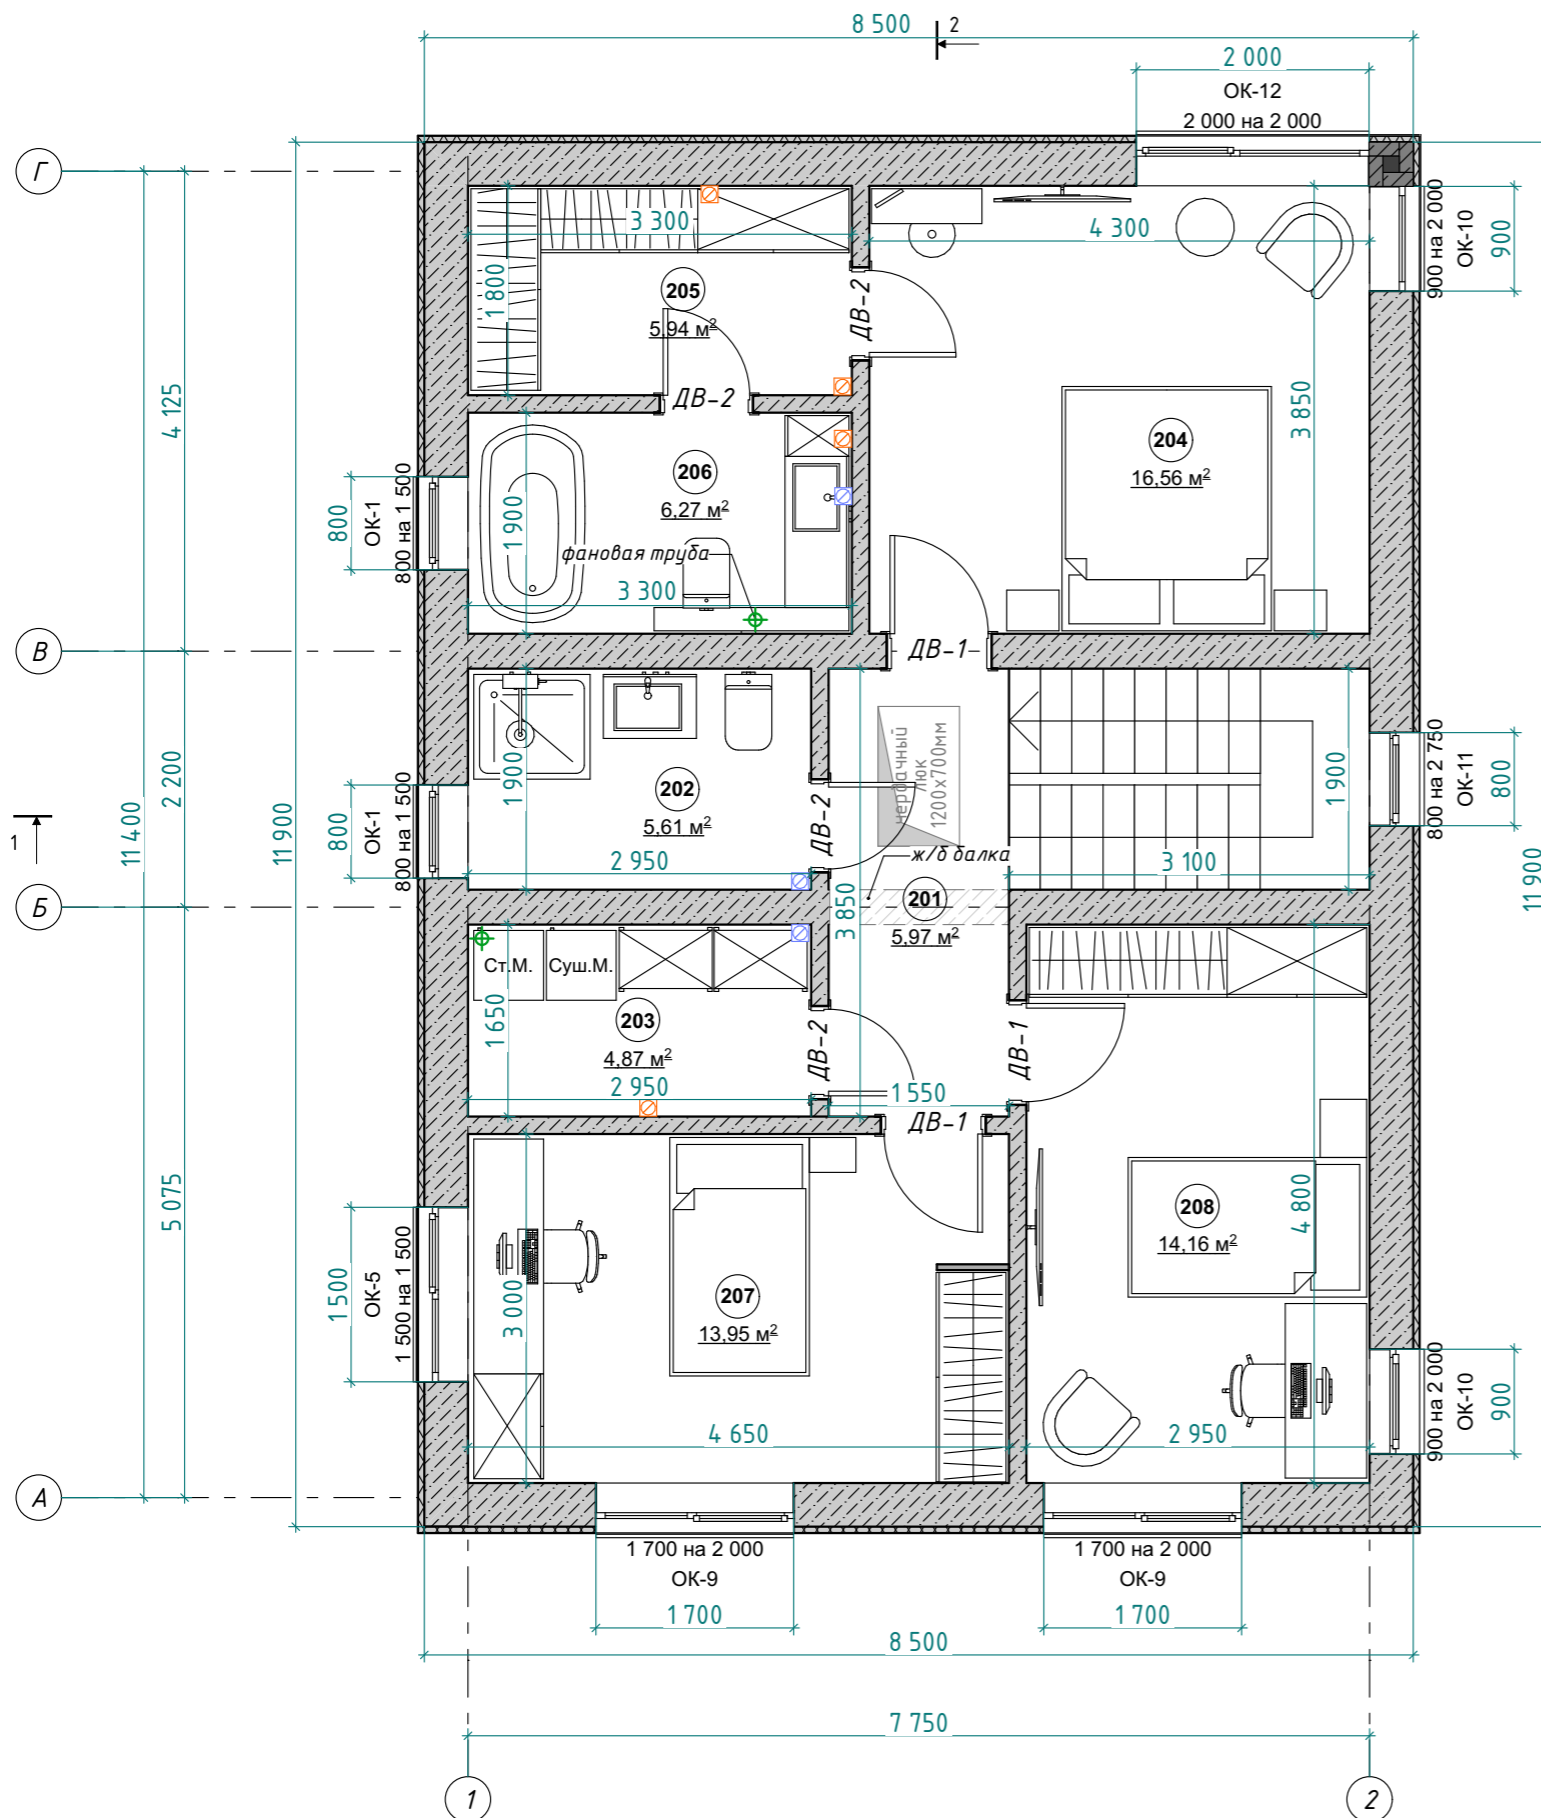 8 500
2
2 000
ОК-12
2 000 на 2 000
Г
3 300
4 300
900 на 2 000
ОК-10
900
1 800
205
5,94 м²
ДВ-2
4 125
ДВ-2
3 850
204
16,56 м²
206
6,27 м²
800
ОК-1
800 на 1 500
1 900
фановая труба
3 300
В
ДВ-1
чердачный
люк
1200х700мм
2 200
11 400
11 900
1
800
ОК-1
800 на 1 500
1 900
202
5,61 м²
ДВ-2
2 950
ж/б балка
3 100
1 900
800 на 2 750
ОК-11
800
11 900
Б
3 850
201
5,97 м²
Ст.М.
Суш.М.
1 650
203
4,87 м²
2 950
ДВ-2
ДВ-1
1 550
ДВ-1
5 075
1 500
ОК-5
1 500 на 1 500
3 000
207
13,95 м²
4 800
208
14,16 м²
4 650
2 950
900 на 2 000
ОК-10
900
А
1 700 на 2 000
ОК-9
1 700
1 700 на 2 000
ОК-9
1 700
8 500
7 750
1
2